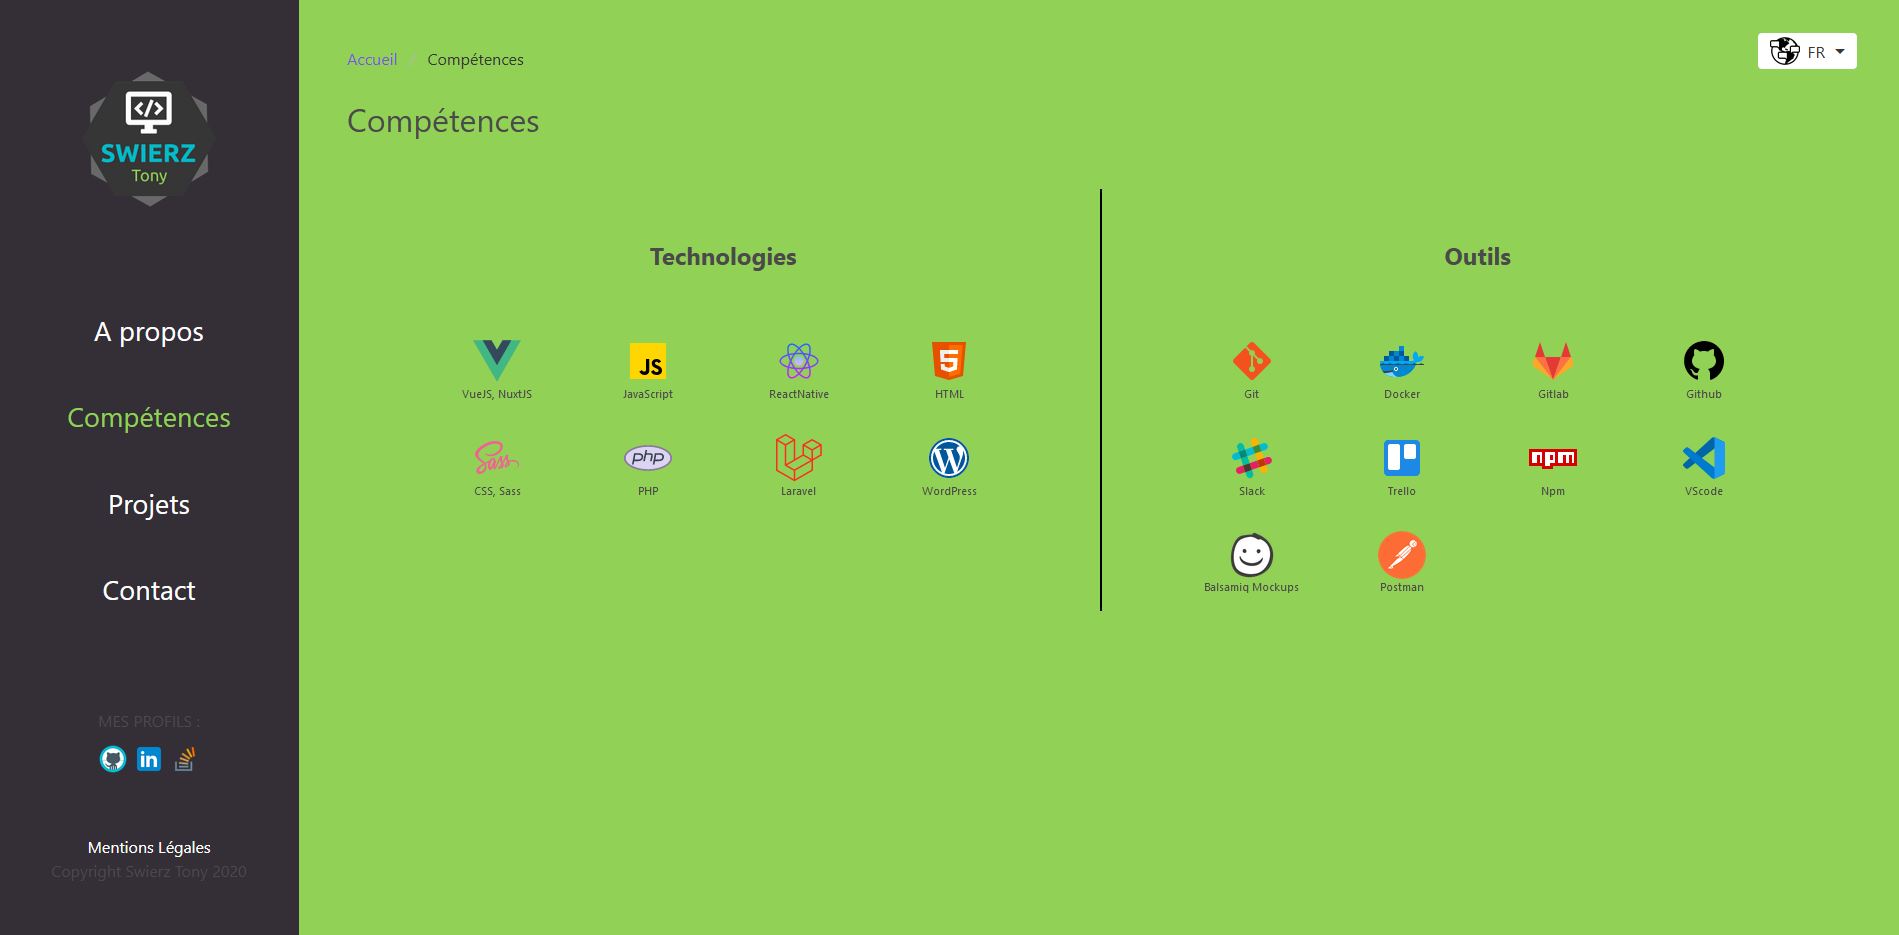 SWIERZ
Tony
A propos
Compétences
Projets
Contact
MES PROFILS :
in
Mentions Légales
Copyright Swierz Tony 2020
Accueil / Compétences
FR
Compétences
Technologies
JS
5
VueJS, NuxtJS
JavaScript
ReactNative
HTML
Sass
php
W
CSS, Sass
PHP
Laravel
WordPress
Outils
Git
Docker
Gitlab
Github
npm
Slack
Trello
Npm
VScode
Balsamiq Mockups
Postman